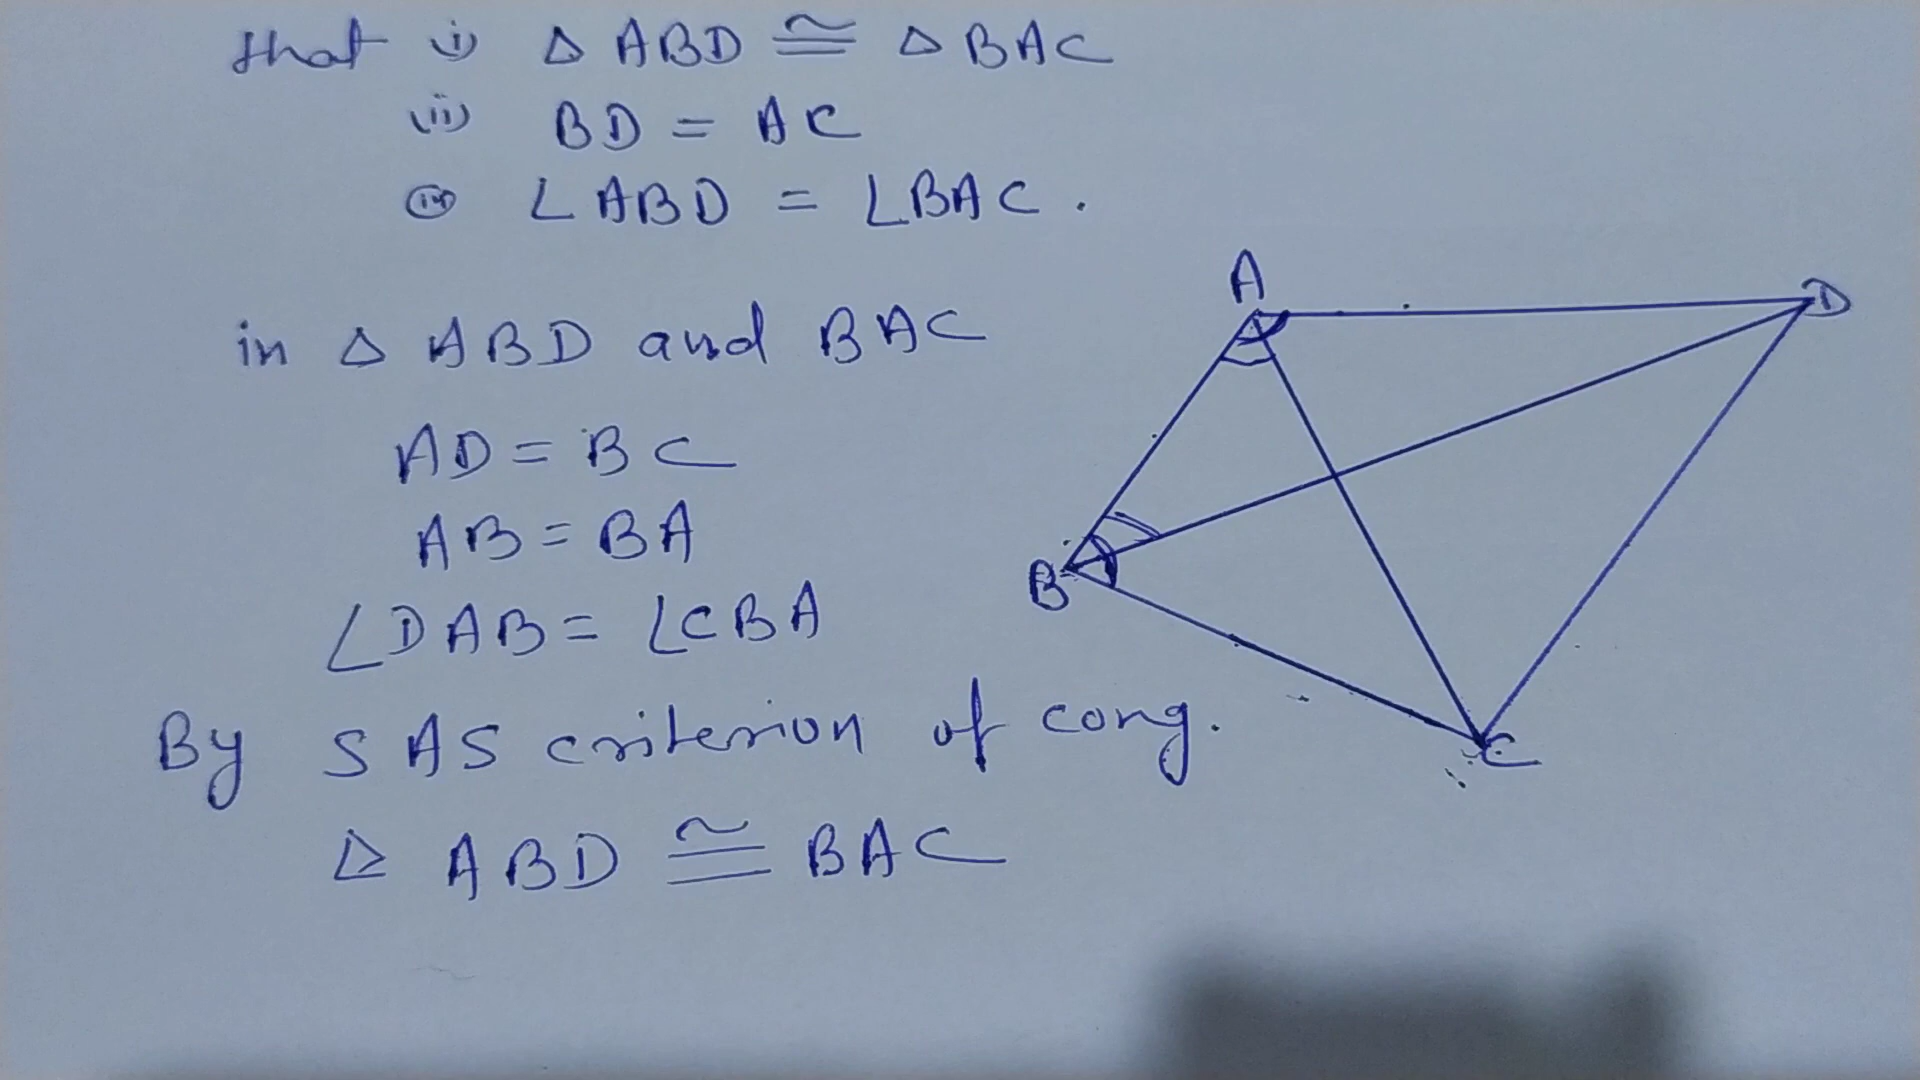 that (i) △ ABD ≅ △ BAC
(ii) BD = AC
∠ ABD = ∠BAC.
in △ ABD and BAC
AD = BC
AB = BA
∠DAB = ∠CBA
By SAS criterion of cong.
△ ABD ≅ BAC
A
D
B
C